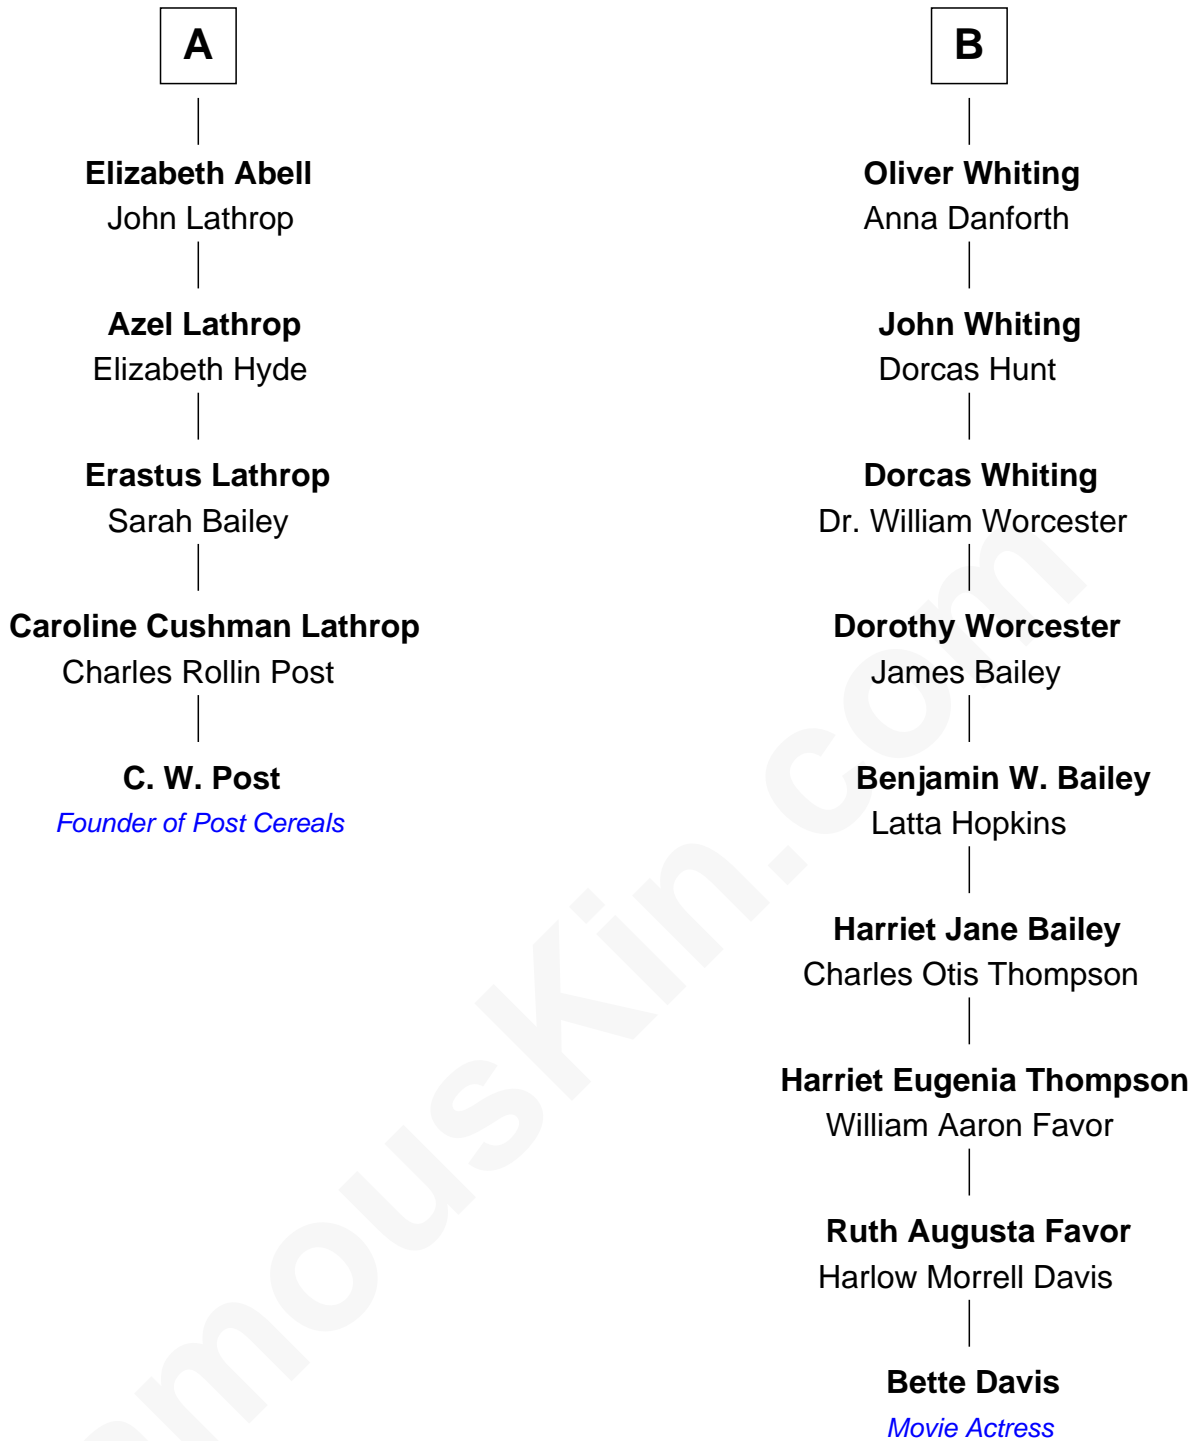 A
Elizabeth Abell
John Lathrop
Azel Lathrop
Elizabeth Hyde
Erastus Lathrop
Sarah Bailey
Caroline Cushman Lathrop
Charles Rollin Post
C. W. Post
Founder of Post Cereals
B
Oliver Whiting
Anna Danforth
John Whiting
Dorcas Hunt
Dorcas Whiting
Dr. William Worcester
Dorothy Worcester
James Bailey
Benjamin W. Bailey
Latta Hopkins
Harriet Jane Bailey
Charles Otis Thompson
Harriet Eugenia Thompson
William Aaron Favor
Ruth Augusta Favor
Harlow Morrell Davis
Bette Davis
Movie Actress
amousKin.com